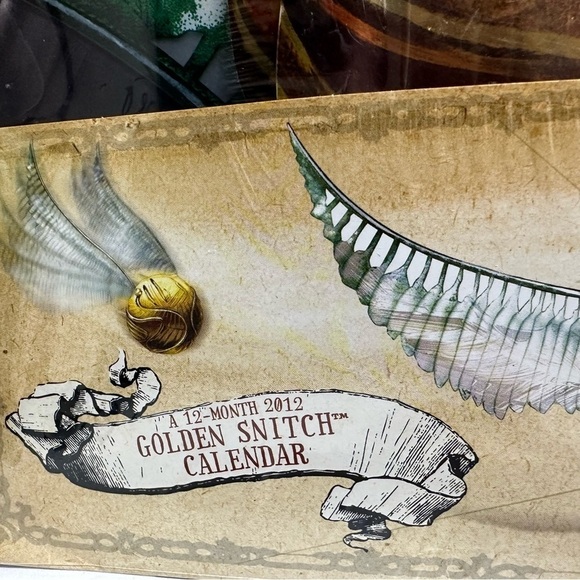 A 12-MONTH 2012
GOLDEN SNITCH™
CALENDAR